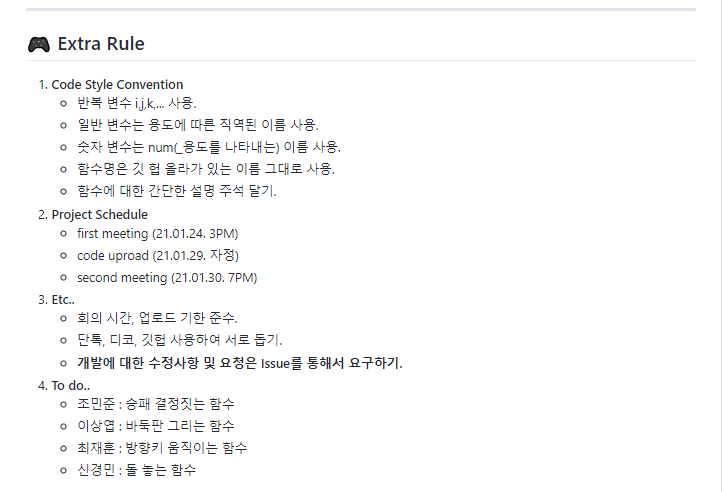 🎮 Extra Rule
1. Code Style Convention
반복 변수 i,j,k,... 사용.
일반 변수는 용도에 따른 직역된 이름 사용.
숫자 변수는 num(_용도를 나타내는) 이름 사용.
함수명은 깃 헙 올라가 있는 이름 그대로 사용.
함수에 대한 간단한 설명 주석 달기.
2. Project Schedule
first meeting (21.01.24. 3PM)
code uproad (21.01.29. 자정)
second meeting (21.01.30. 7PM)
3. Etc..
회의 시간, 업로드 기한 준수.
단톡, 디코, 깃헙 사용하여 서로 돕기.
개발에 대한 수정사항 및 요청은 Issue를 통해서 요구하기.
4. To do..
조민준 : 승패 결정짓는 함수
이상엽 : 바둑판 그리는 함수
최재훈 : 방향키 움직이는 함수
신경민 : 돌 놓는 함수